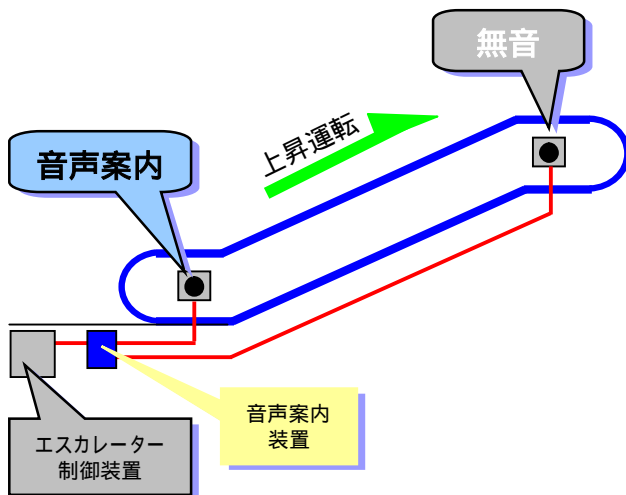 無音
上昇運転
音声案内
音声案内
装置
エスカレーター
制御装置